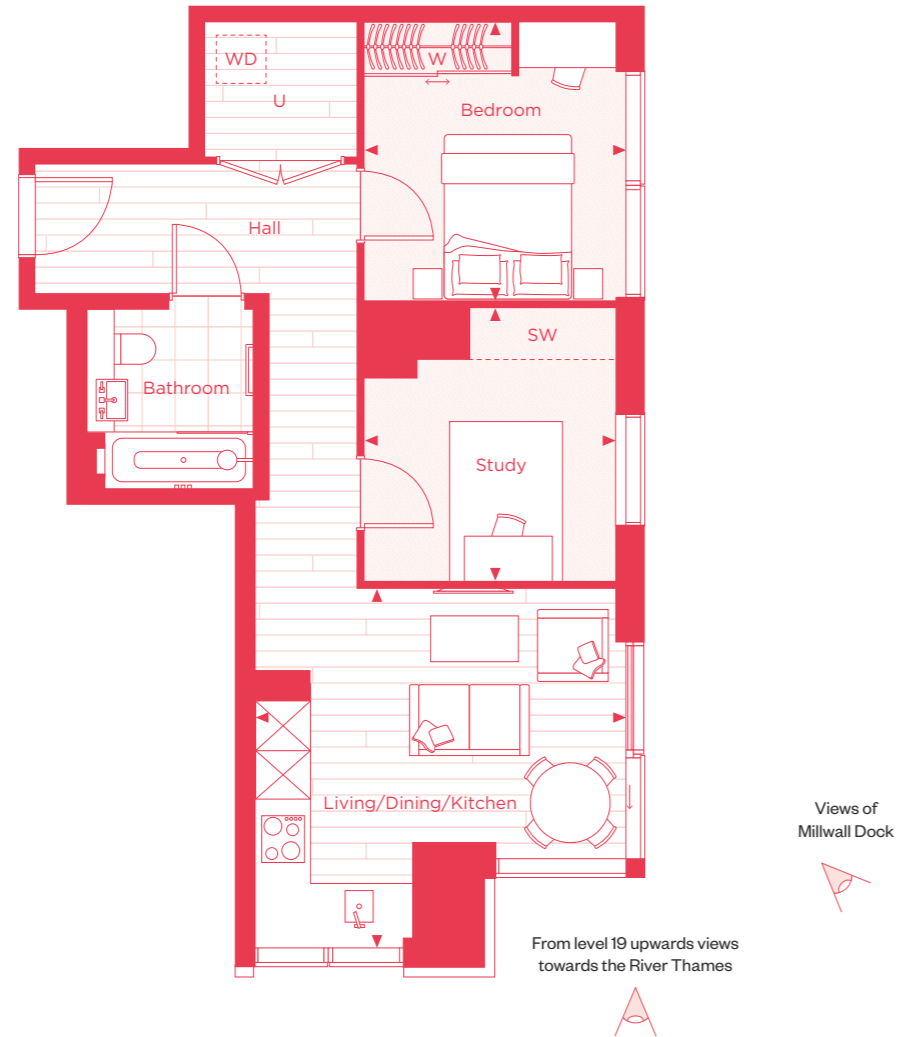 WD
U
W
Bedroom
Hall
SW
Bathroom
Study
Living/Dining/Kitchen
Views of
Millwall Dock
From level 19 upwards views
towards the River Thames